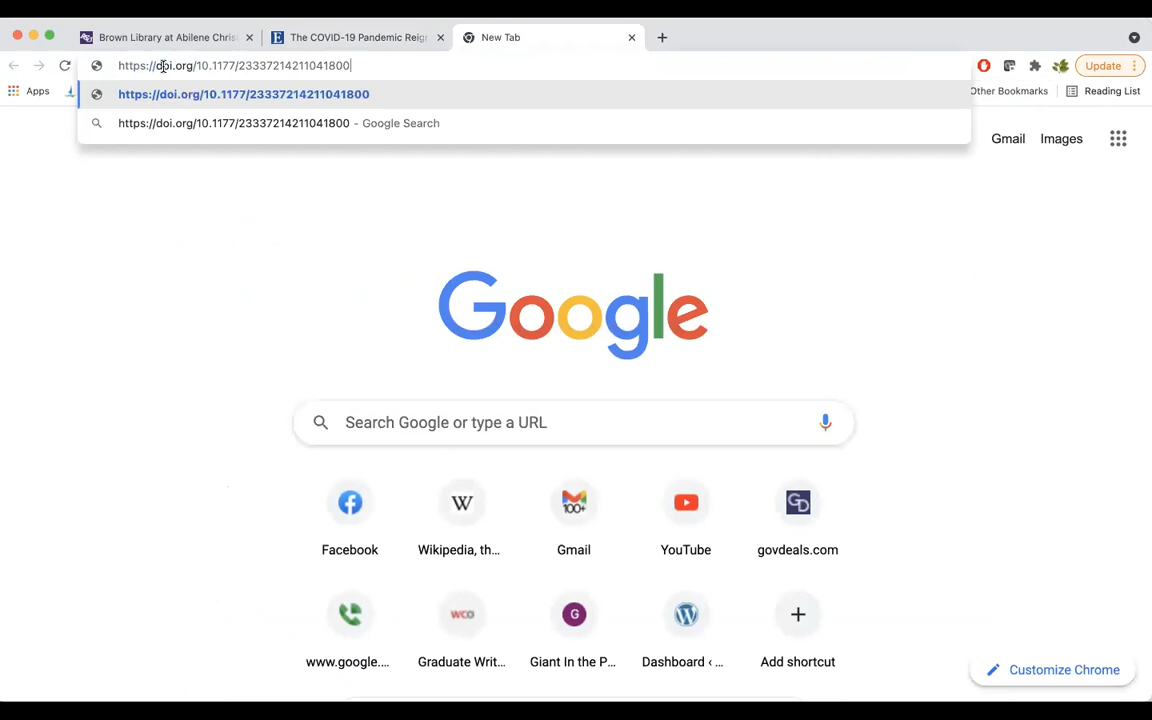 Brown Library at Abilene Chris
The COVID-19 Pandemic Reig
New Tab
https://doi.org/10.1177/23337214211041800
Update
https://doi.org/10.1177/23337214211041800
Apps
Other Bookmarks
Reading List
https://doi.org/10.1177/23337214211041800 - Google Search
Gmail
Images
Google
Search Google or type a URL
100+
GD
W
Facebook
Wikipedia, th...
Gmail
YouTube
govdeals.com
WCO
G
www.google....
Graduate Writ...
Giant In the P...
Dashboard ‹ ...
Add shortcut
Customize Chrome